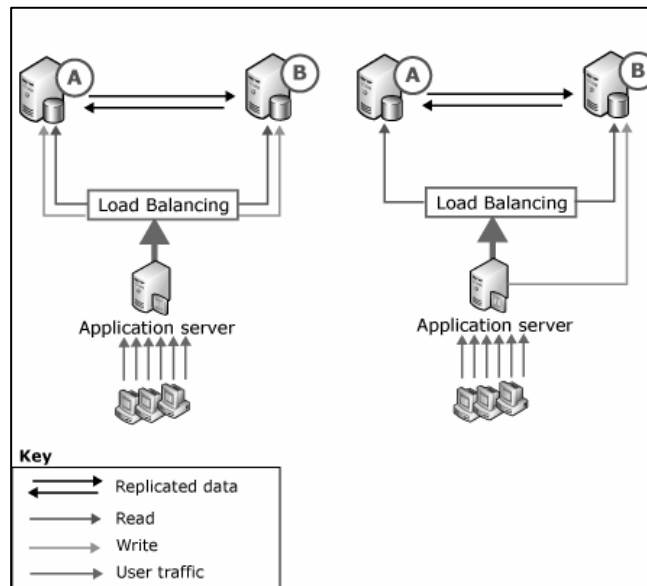 A
B
A
B
Load Balancing
Load Balancing
Application server
Application server
Key
Replicated data
Read
Write
User traffic